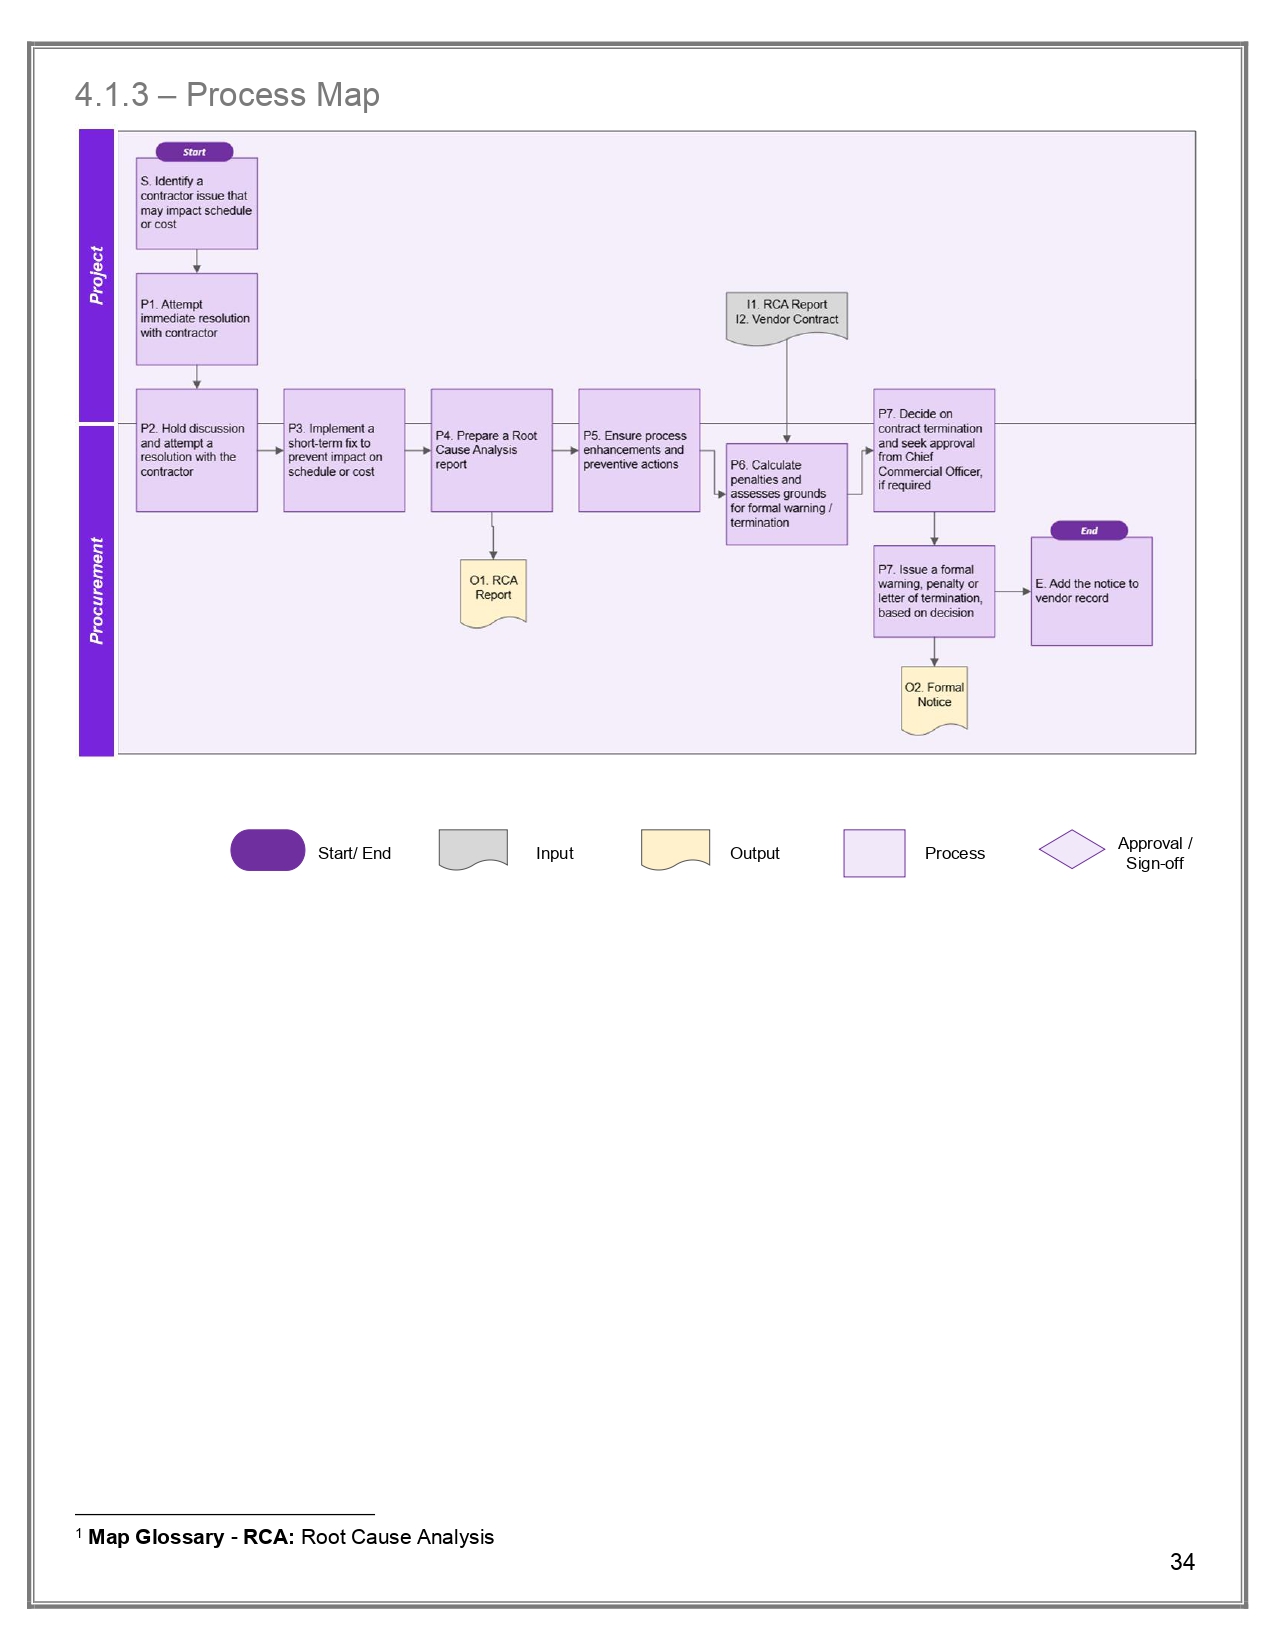 4.1.3 – Process Map
Project
Procurement
Start
S. Identify a
contractor issue that
may impact schedule
or cost
P1. Attempt
immediate resolution
with contractor
P2. Hold discussion
and attempt a
resolution with the
contractor
P3. Implement a
short-term fix to
prevent impact on
schedule or cost
P4. Prepare a Root
Cause Analysis
report
O1. RCA
Report
P5. Ensure process
enhancements and
preventive actions
I1. RCA Report
I2. Vendor Contract
P6. Calculate
penalties and
assesses grounds
for formal warning /
termination
P7. Decide on
contract termination
and seek approval
from Chief
Commercial Officer,
if required
P7. Issue a formal
warning, penalty or
letter of termination,
based on decision
O2. Formal
Notice
End
E. Add the notice to
vendor record
Start/ End
Input
Output
Process
Approval /
Sign-off
1 Map Glossary - RCA: Root Cause Analysis
34